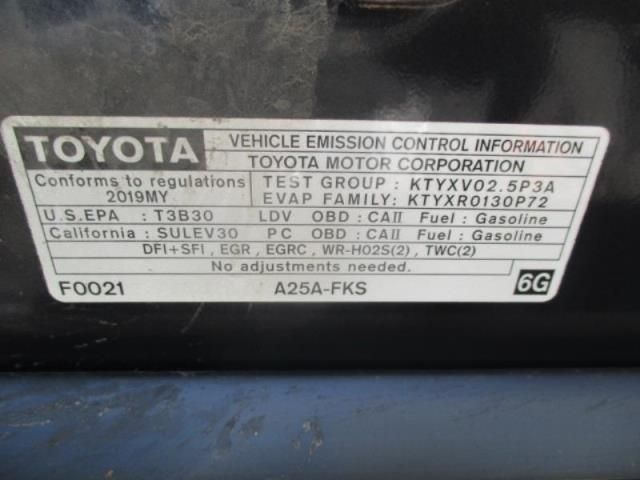 TOYOTA
VEHICLE EMISSION CONTROL INFORMATION
TOYOTA MOTOR CORPORATION
Conforms to regulations
2019MY
TEST GROUP : KTYXV02.5P3A
EVAP FAMILY: KTYXR0130P72
U.S.EPA : T3B30 LDV OBD : CAII Fuel : Gasoline
California : SULEV30 PC OBD : CAII Fuel : Gasoline
DFI+SFI , EGR, EGRC, WR-HO2S(2) , TWC(2)
No adjustments needed.
F0021 A25A-FKS 6G